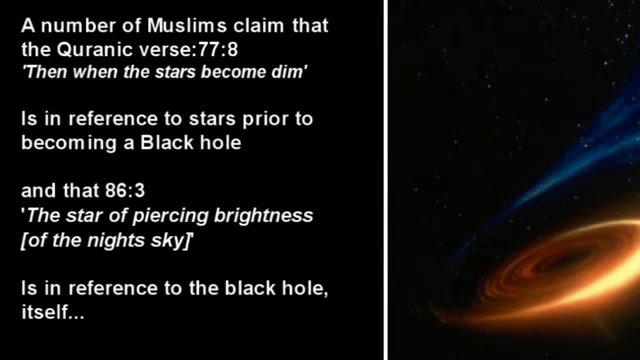 A number of Muslims claim that
the Quranic verse:77:8
'Then when the stars become dim'
Is in reference to stars prior to
becoming a Black hole
and that 86:3
'The star of piercing brightness
[of the nights sky]'
Is in reference to the black hole,
itself...